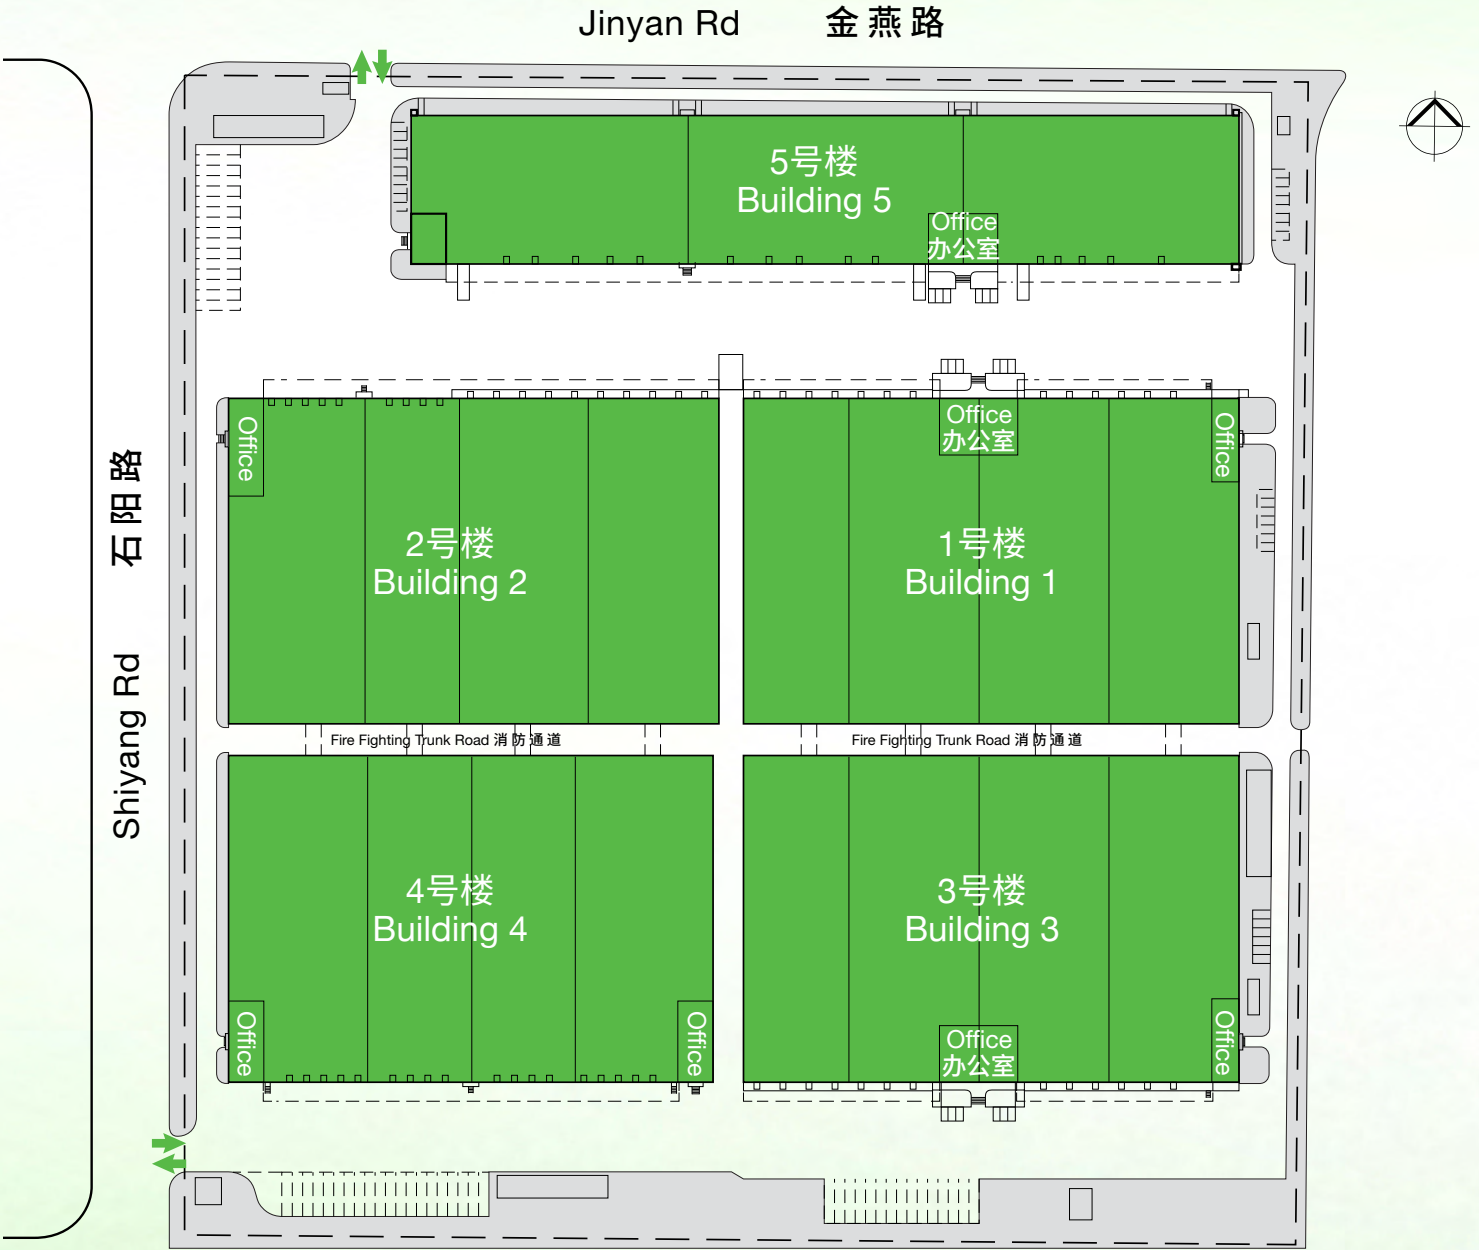 Jinyan Rd 金燕路
5号楼
Building 5
Office
办公室
石阳路
Shiyang Rd
Office
2号楼
Building 2
Office
办公室
Office
1号楼
Building 1
Fire Fighting Trunk Road 消防通道
Fire Fighting Trunk Road 消防通道
4号楼
Building 4
Office
Office
3号楼
Building 3
Office
办公室
Office